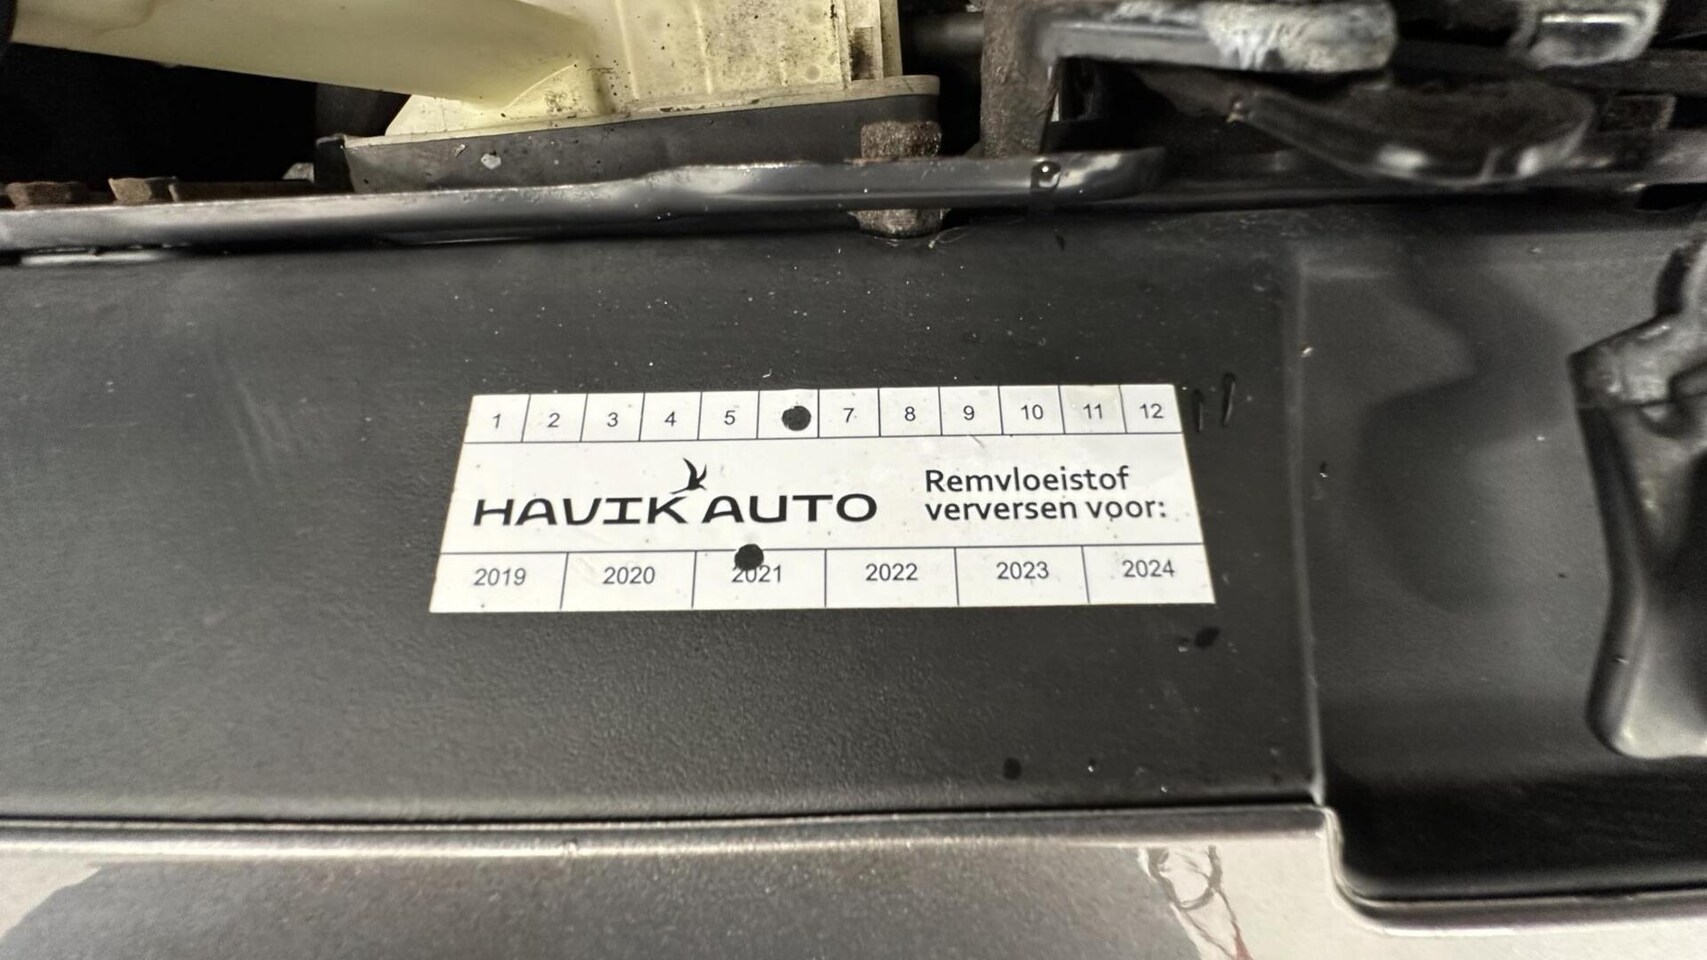 1 2 3 4 5 7 8 9 10 11 12
HAVIK AUTO
Remvloeistof
verversen voor:
2019 2020 2021 2022 2023 2024